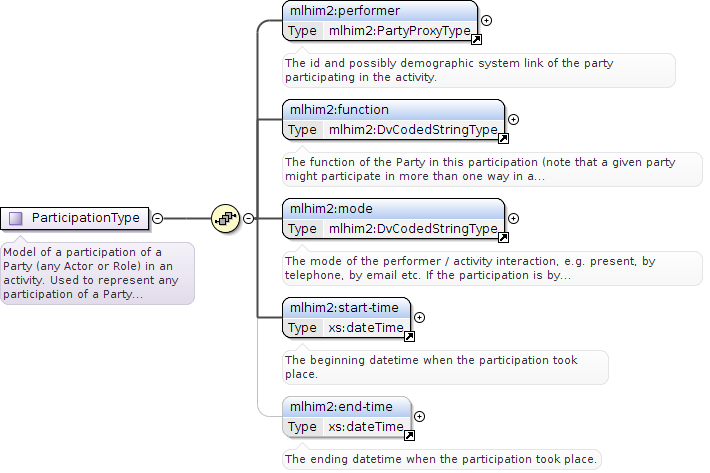 mlhim2:performer
Type mlhim2:PartyProxyType
The id and possibly demographic system link of the party
participating in the activity.
mlhim2:function
Type mlhim2:DvCodedStringType
The function of the Party in this participation (note that a given party
might participate in more than one way in a...
ParticipationType
Model of a participation of a
Party (any Actor or Role) in an
activity. Used to represent any
participation of a Party...
mlhim2:mode
Type mlhim2:DvCodedStringType
The mode of the performer / activity interaction, e.g. present, by
telephone, by email etc. If the participation is by...
mlhim2:start-time
Type xs:dateTime
The beginning datetime when the participation took
place.
mlhim2:end-time
Type xs:dateTime
The ending datetime when the participation took place.